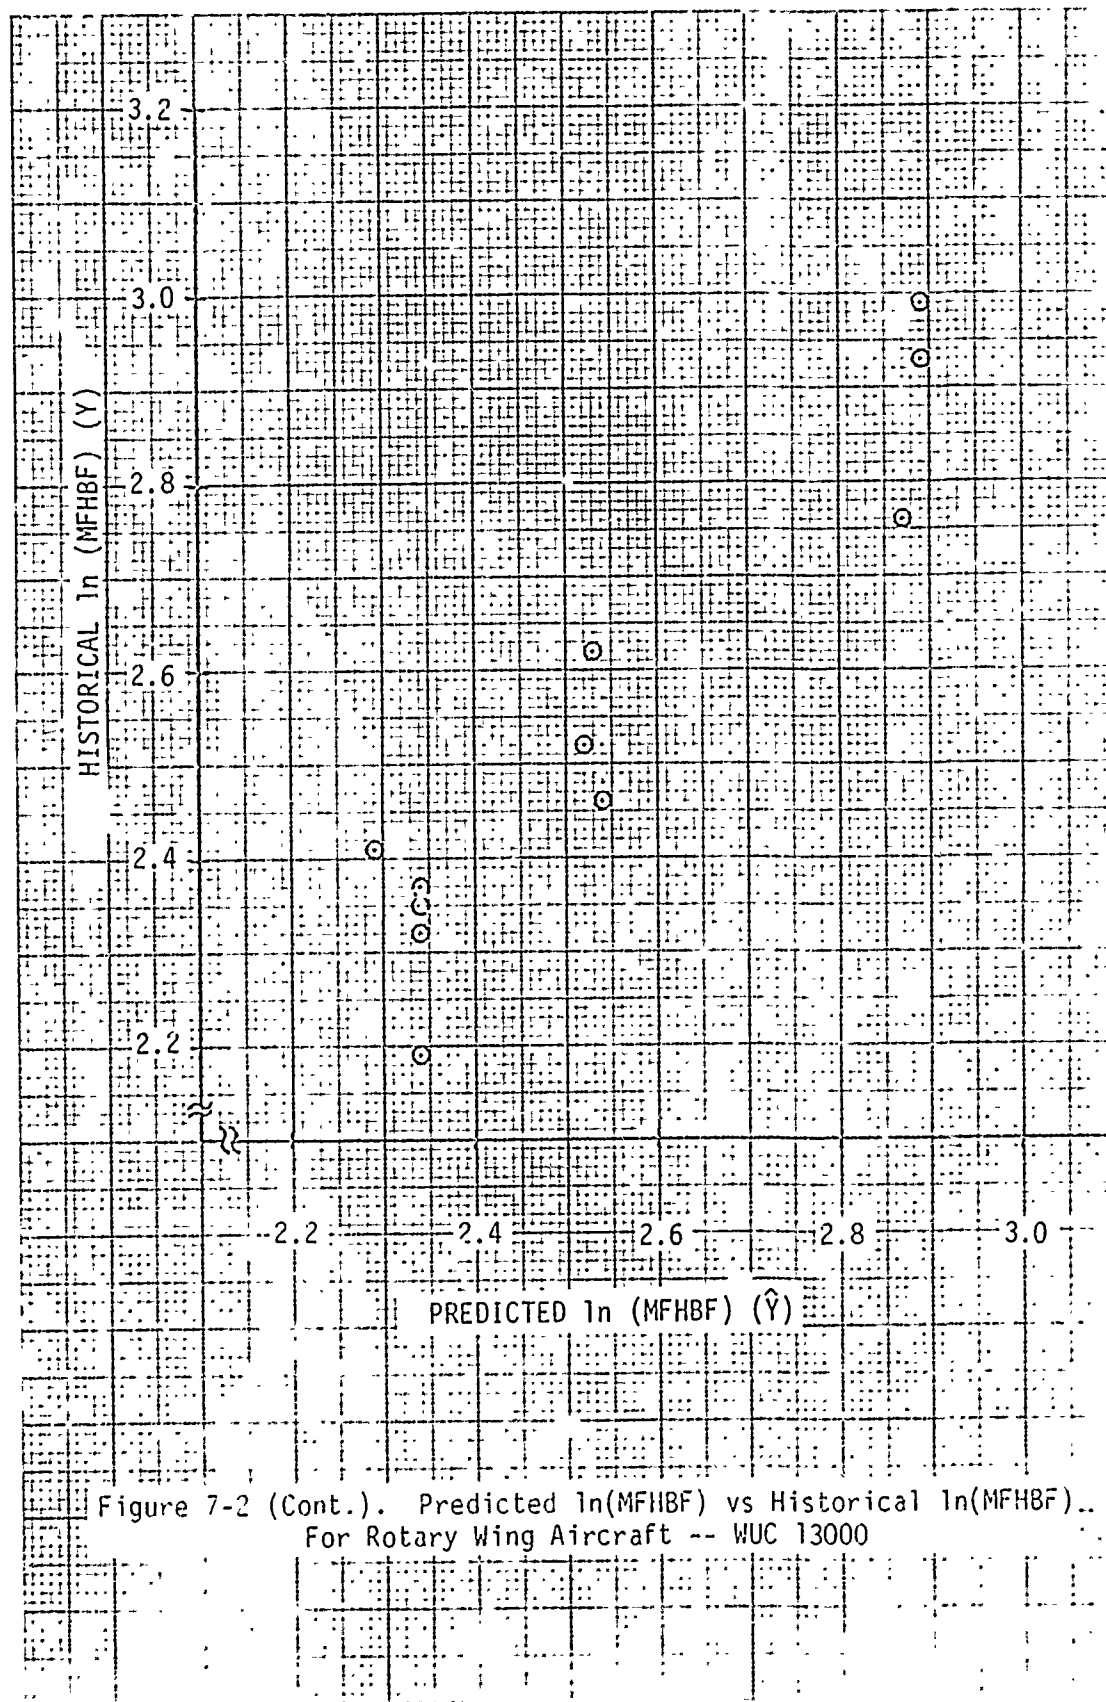 3.2
3.0
2.8
2.6
2.4
2.2
HISTORICAL ln (MFHBF) (Y)
2.2 2.4 2.6 2.8 3.0
PREDICTED ln (MFHBF) (Ŷ)
Figure 7-2 (Cont.). Predicted ln(MFHBF) vs Historical ln(MFHBF)
For Rotary Wing Aircraft -- WUC 13000